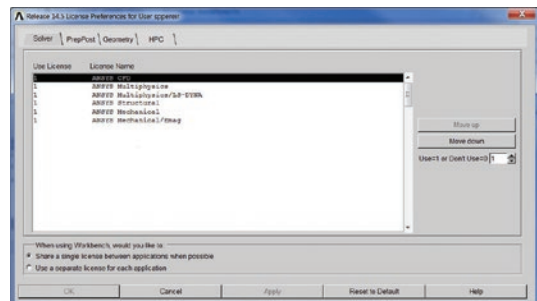 Release 14.5 License Preferences for User speener
Solver PrepPost Geometry HPC
Use License License Name
1 ANSYS CFD
1 ANSYS Multiphysics
1 ANSYS Multiphysics/LS-DYNA
1 ANSYS Structural
1 ANSYS Mechanical
1 ANSYS Mechanical/Emag
Move up
Move down
Use=1 or Don't Use=0 1
When using Workbench, would you like to:
Share a single license between applications when possible
Use a separate license for each application
OK Cancel Apply Reset to Default Help